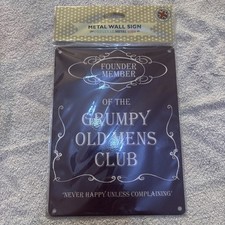 METAL WALL SIGN
FOUNDER
MEMBER
OF THE
GRUMPY
OLD MENS
CLUB
'NEVER HAPPY UNLESS COMPLAINING'